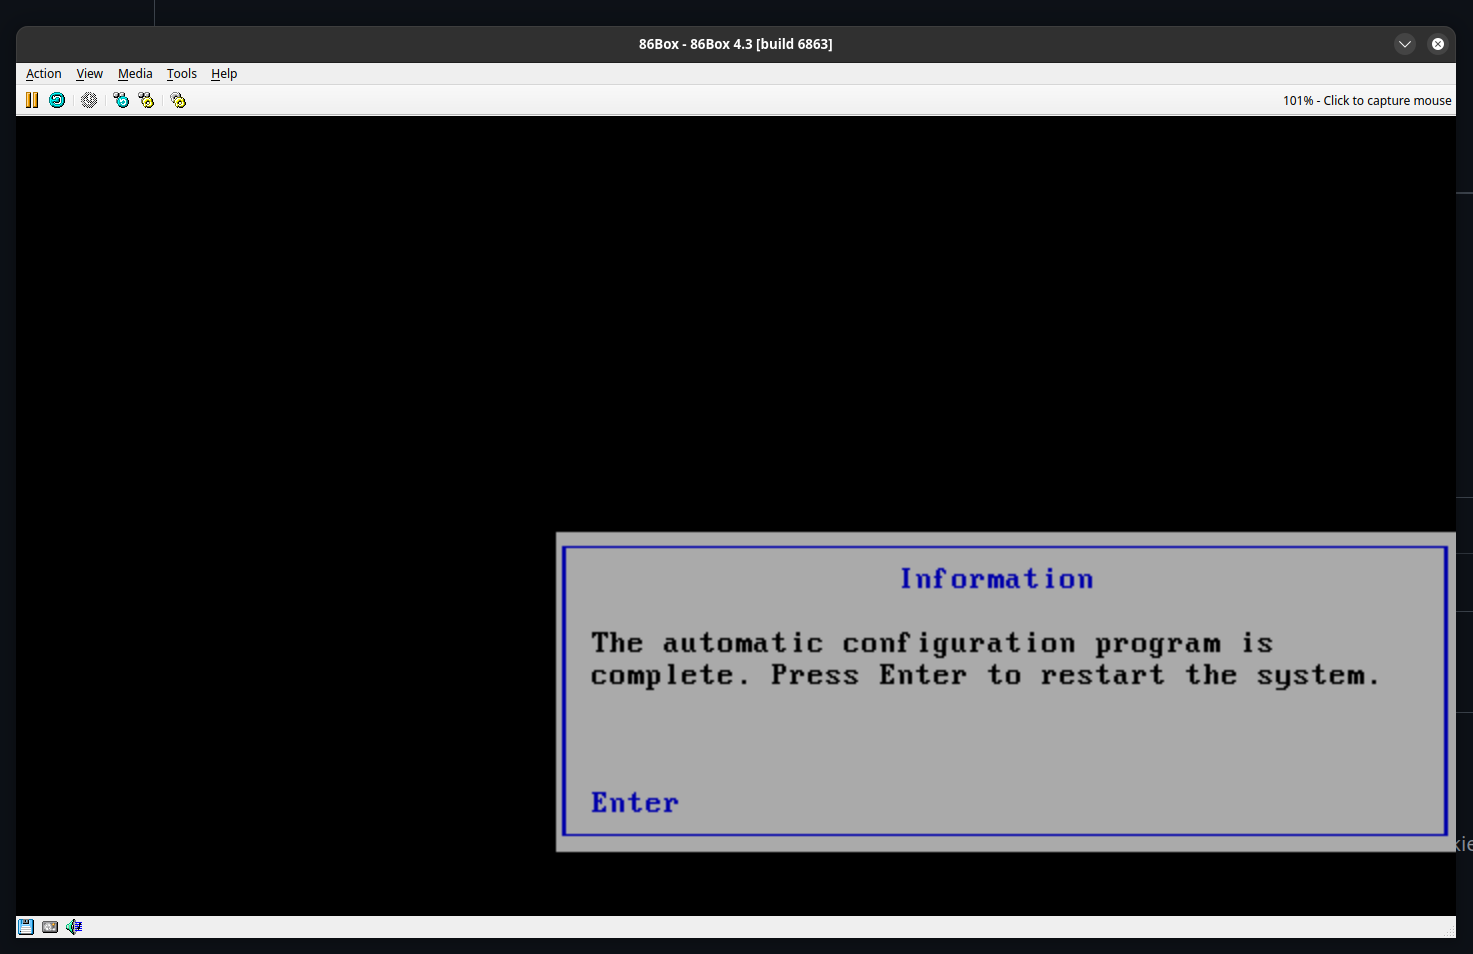 86Box - 86Box 4.3 [build 6863]
Action View Media Tools Help
101% - Click to capture mouse
Information
The automatic configuration program is
complete. Press Enter to restart the system.
Enter